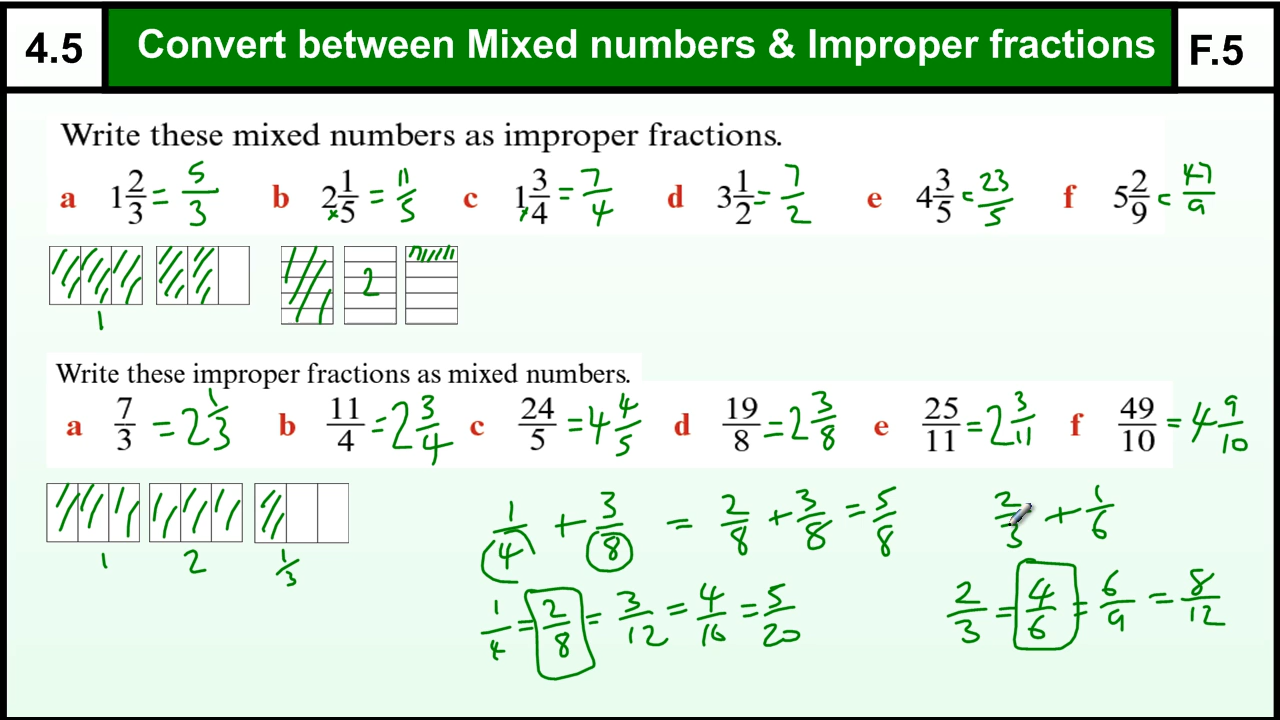 4.5 Convert between Mixed numbers & Improper fractions F.5
Write these mixed numbers as improper fractions.
a 1 2/3 = 5/3 b 2 1/5 = 11/5 c 1 3/4 = 7/4 d 3 1/2 = 7/2 e 4 3/5 = 23/5 f 5 2/9 = 47/9
2
1
Write these improper fractions as mixed numbers.
a 7/3 = 2 1/3 b 11/4 = 2 3/4 c 24/5 = 4 4/5 d 19/8 = 2 3/8 e 25/11 = 2 3/11 f 49/10 = 4 9/10
1 2 1/3
1/4 + 3/8 = 2/8 + 3/8 = 5/8 2/3 + 1/6
1/4 = 2/8 = 3/12 = 4/16 = 5/20 2/3 = 4/6 = 6/9 = 8/12